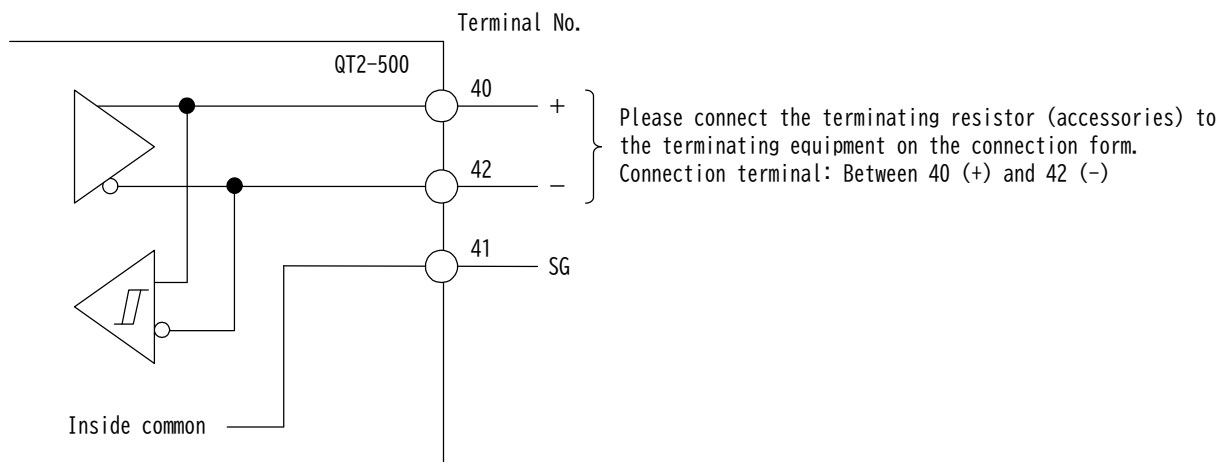 Terminal No.
QT2-500
40
+
Please connect the terminating resistor (accessories) to
the terminating equipment on the connection form.
Connection terminal: Between 40 (+) and 42 (-)
42
-
41
SG
Inside common